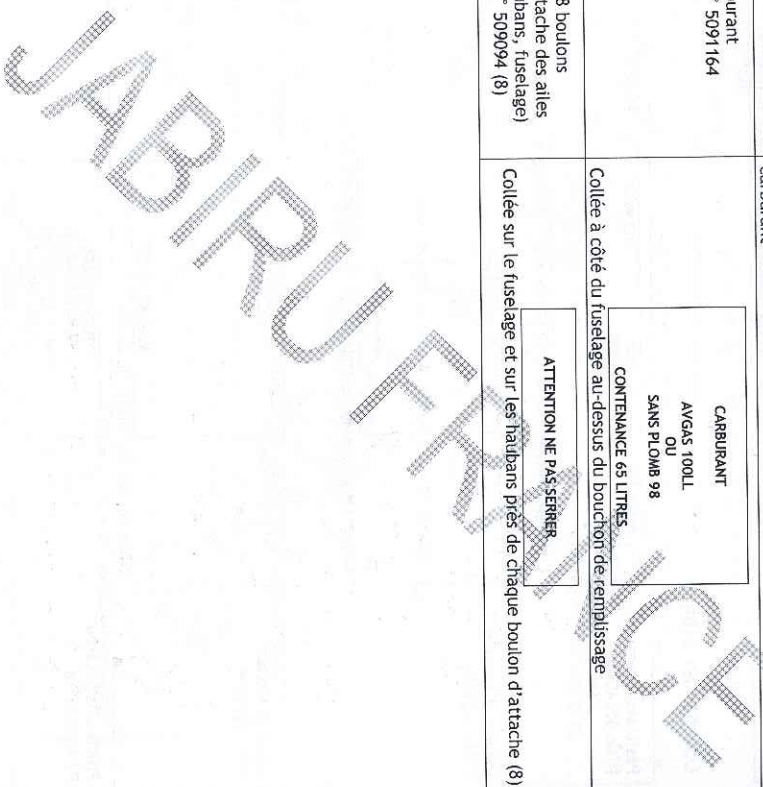 carburant
urant
° 5091164
CARBURANT
AVGAS 100LL
OU
SANS PLOMB 98
CONTENANCE 65 LITRES
Collée à côté du fuselage au-dessus du bouchon de remplissage
8 boulons
tache des ailes
bans, fuselage)
° 509094 (8)
ATTENTION NE PAS SERRER
Collée sur le fuselage et sur les haubans près de chaque boulon d'attache (8)
JABIRU FRANCE